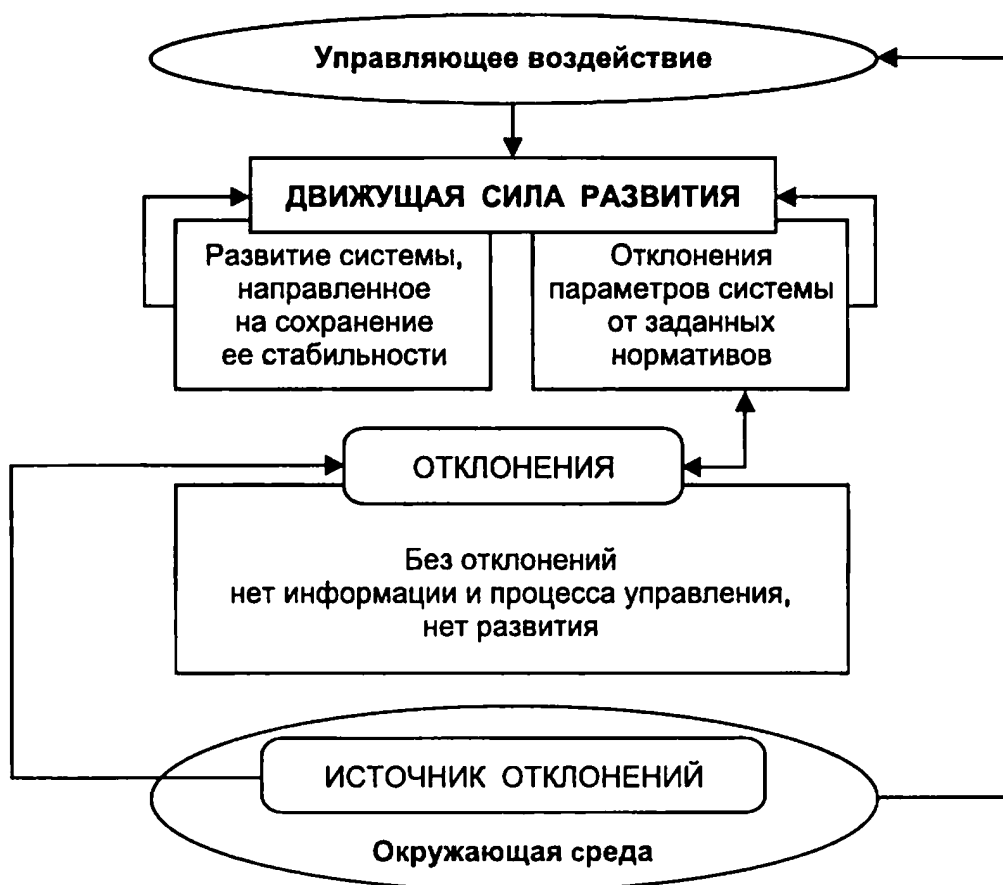 Управляющее воздействие
ДВИЖУЩАЯ СИЛА РАЗВИТИЯ
Развитие системы,
направленное
на сохранение
ее стабильности
Отклонения
параметров системы
от заданных
нормативов
ОТКЛОНЕНИЯ
Без отклонений
нет информации и процесса управления,
нет развития
ИСТОЧНИК ОТКЛОНЕНИЙ
Окружающая среда